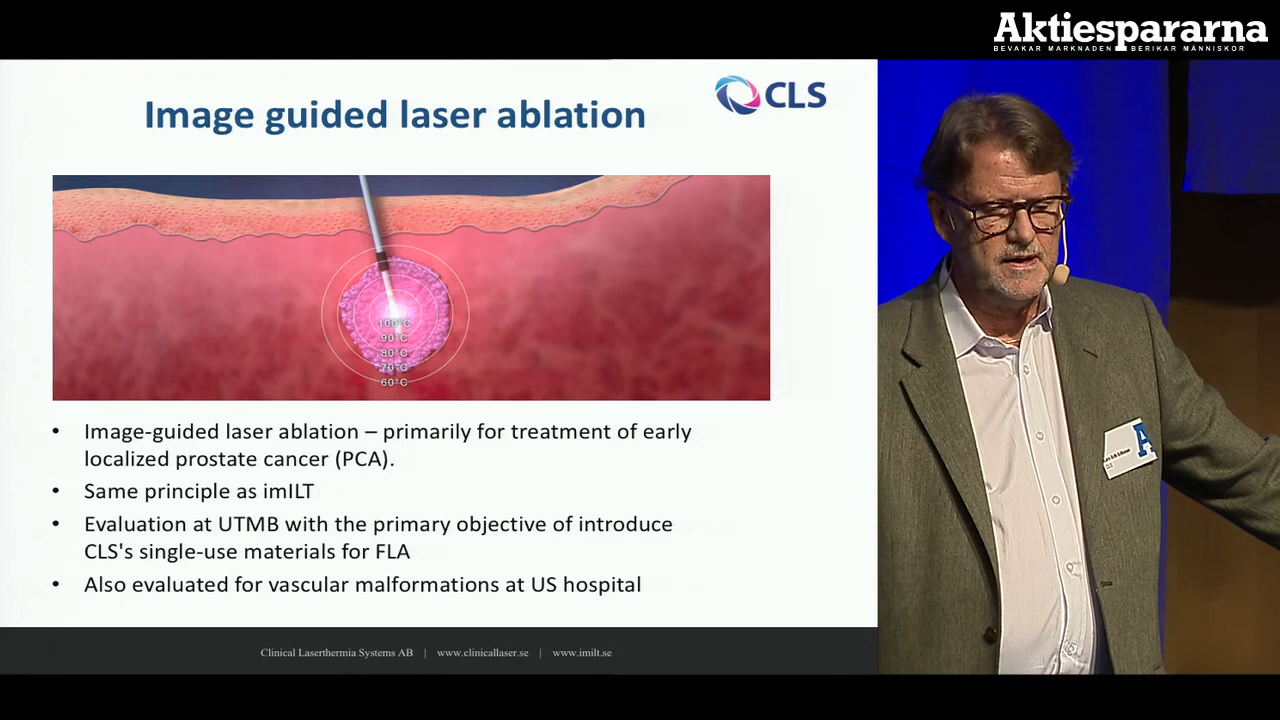 Aktiespararna
BEVAKAR MARKNADEN BERIKAR MÄNNISKOR
CLS
Image guided laser ablation
100°C
90°C
80°C
70°C
60°C
• Image-guided laser ablation – primarily for treatment of early
localized prostate cancer (PCA).
• Same principle as imILT
• Evaluation at UTMB with the primary objective of introduce
CLS's single-use materials for FLA
• Also evaluated for vascular malformations at US hospital
Clinical Laserthermia Systems AB | www.clinicallaser.se | www.imilt.se
A
CLS